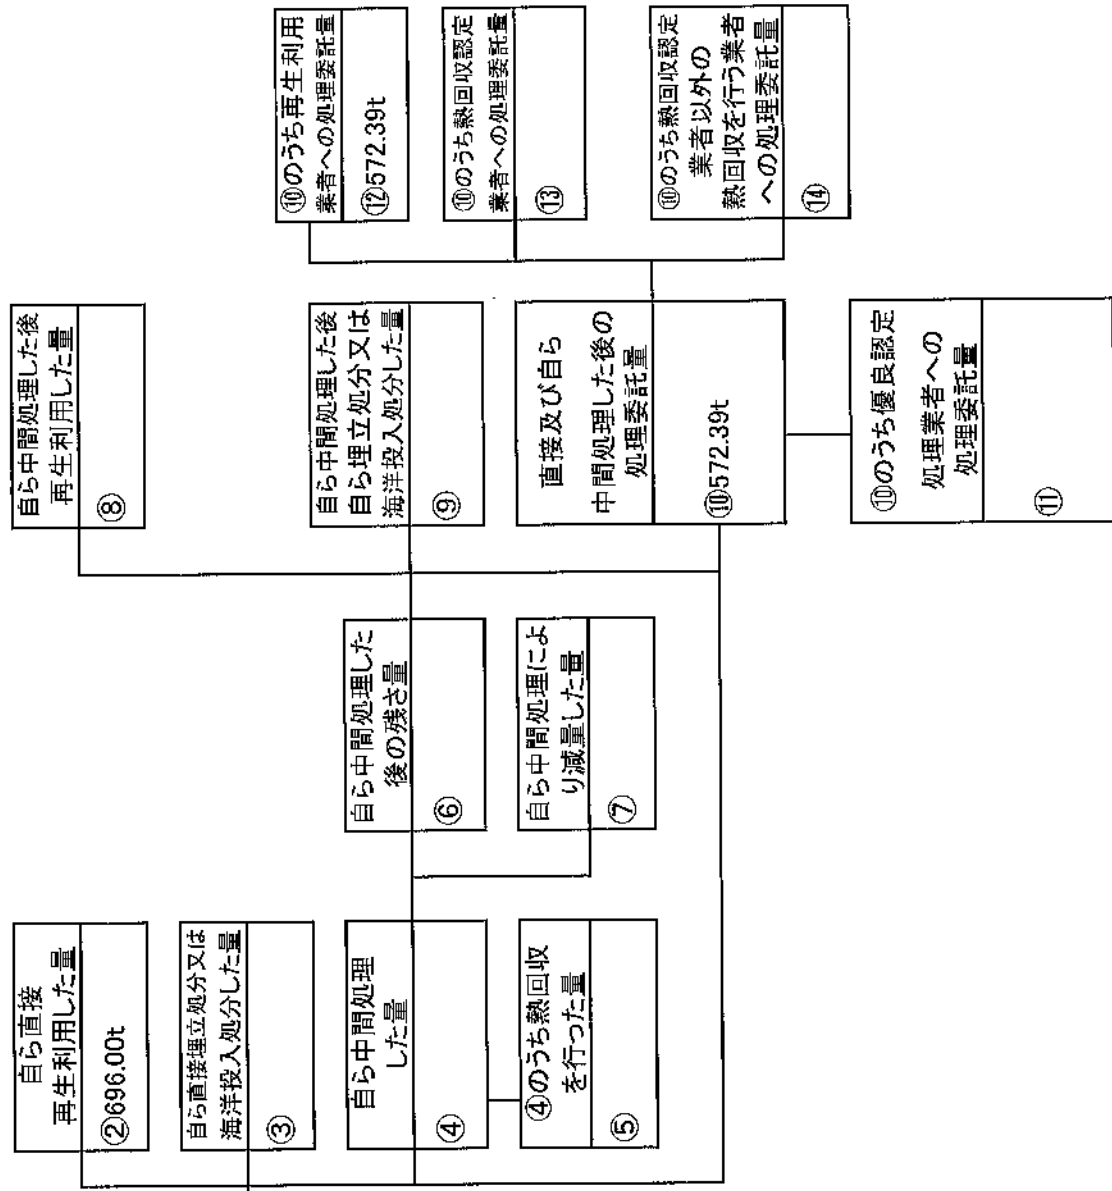 自ら直接
再生利用した量
②696.00t
自ら直接埋立処分又は
海洋投入処分した量
③
自ら中間処理
した量
④
④のうち熱回収
を行った量
⑤
自ら中間処理した
後の残さ量
⑥
自ら中間処理によ
り減量した量
⑦
自ら中間処理した後
再生利用した量
⑧
自ら中間処理した後
自ら埋立処分又は
海洋投入処分した量
⑨
直接及び自ら
中間処理した後の
処理委託量
⑩572.39t
⑩のうち優良認定
処理業者への
処理委託量
⑪
⑩のうち再生利用
業者への処理委託量
⑫572.39t
⑩のうち熱回収認定
業者への処理委託量
⑬
⑩のうち熱回収認定
業者以外の
熱回収を行う業者
への処理委託量
⑭